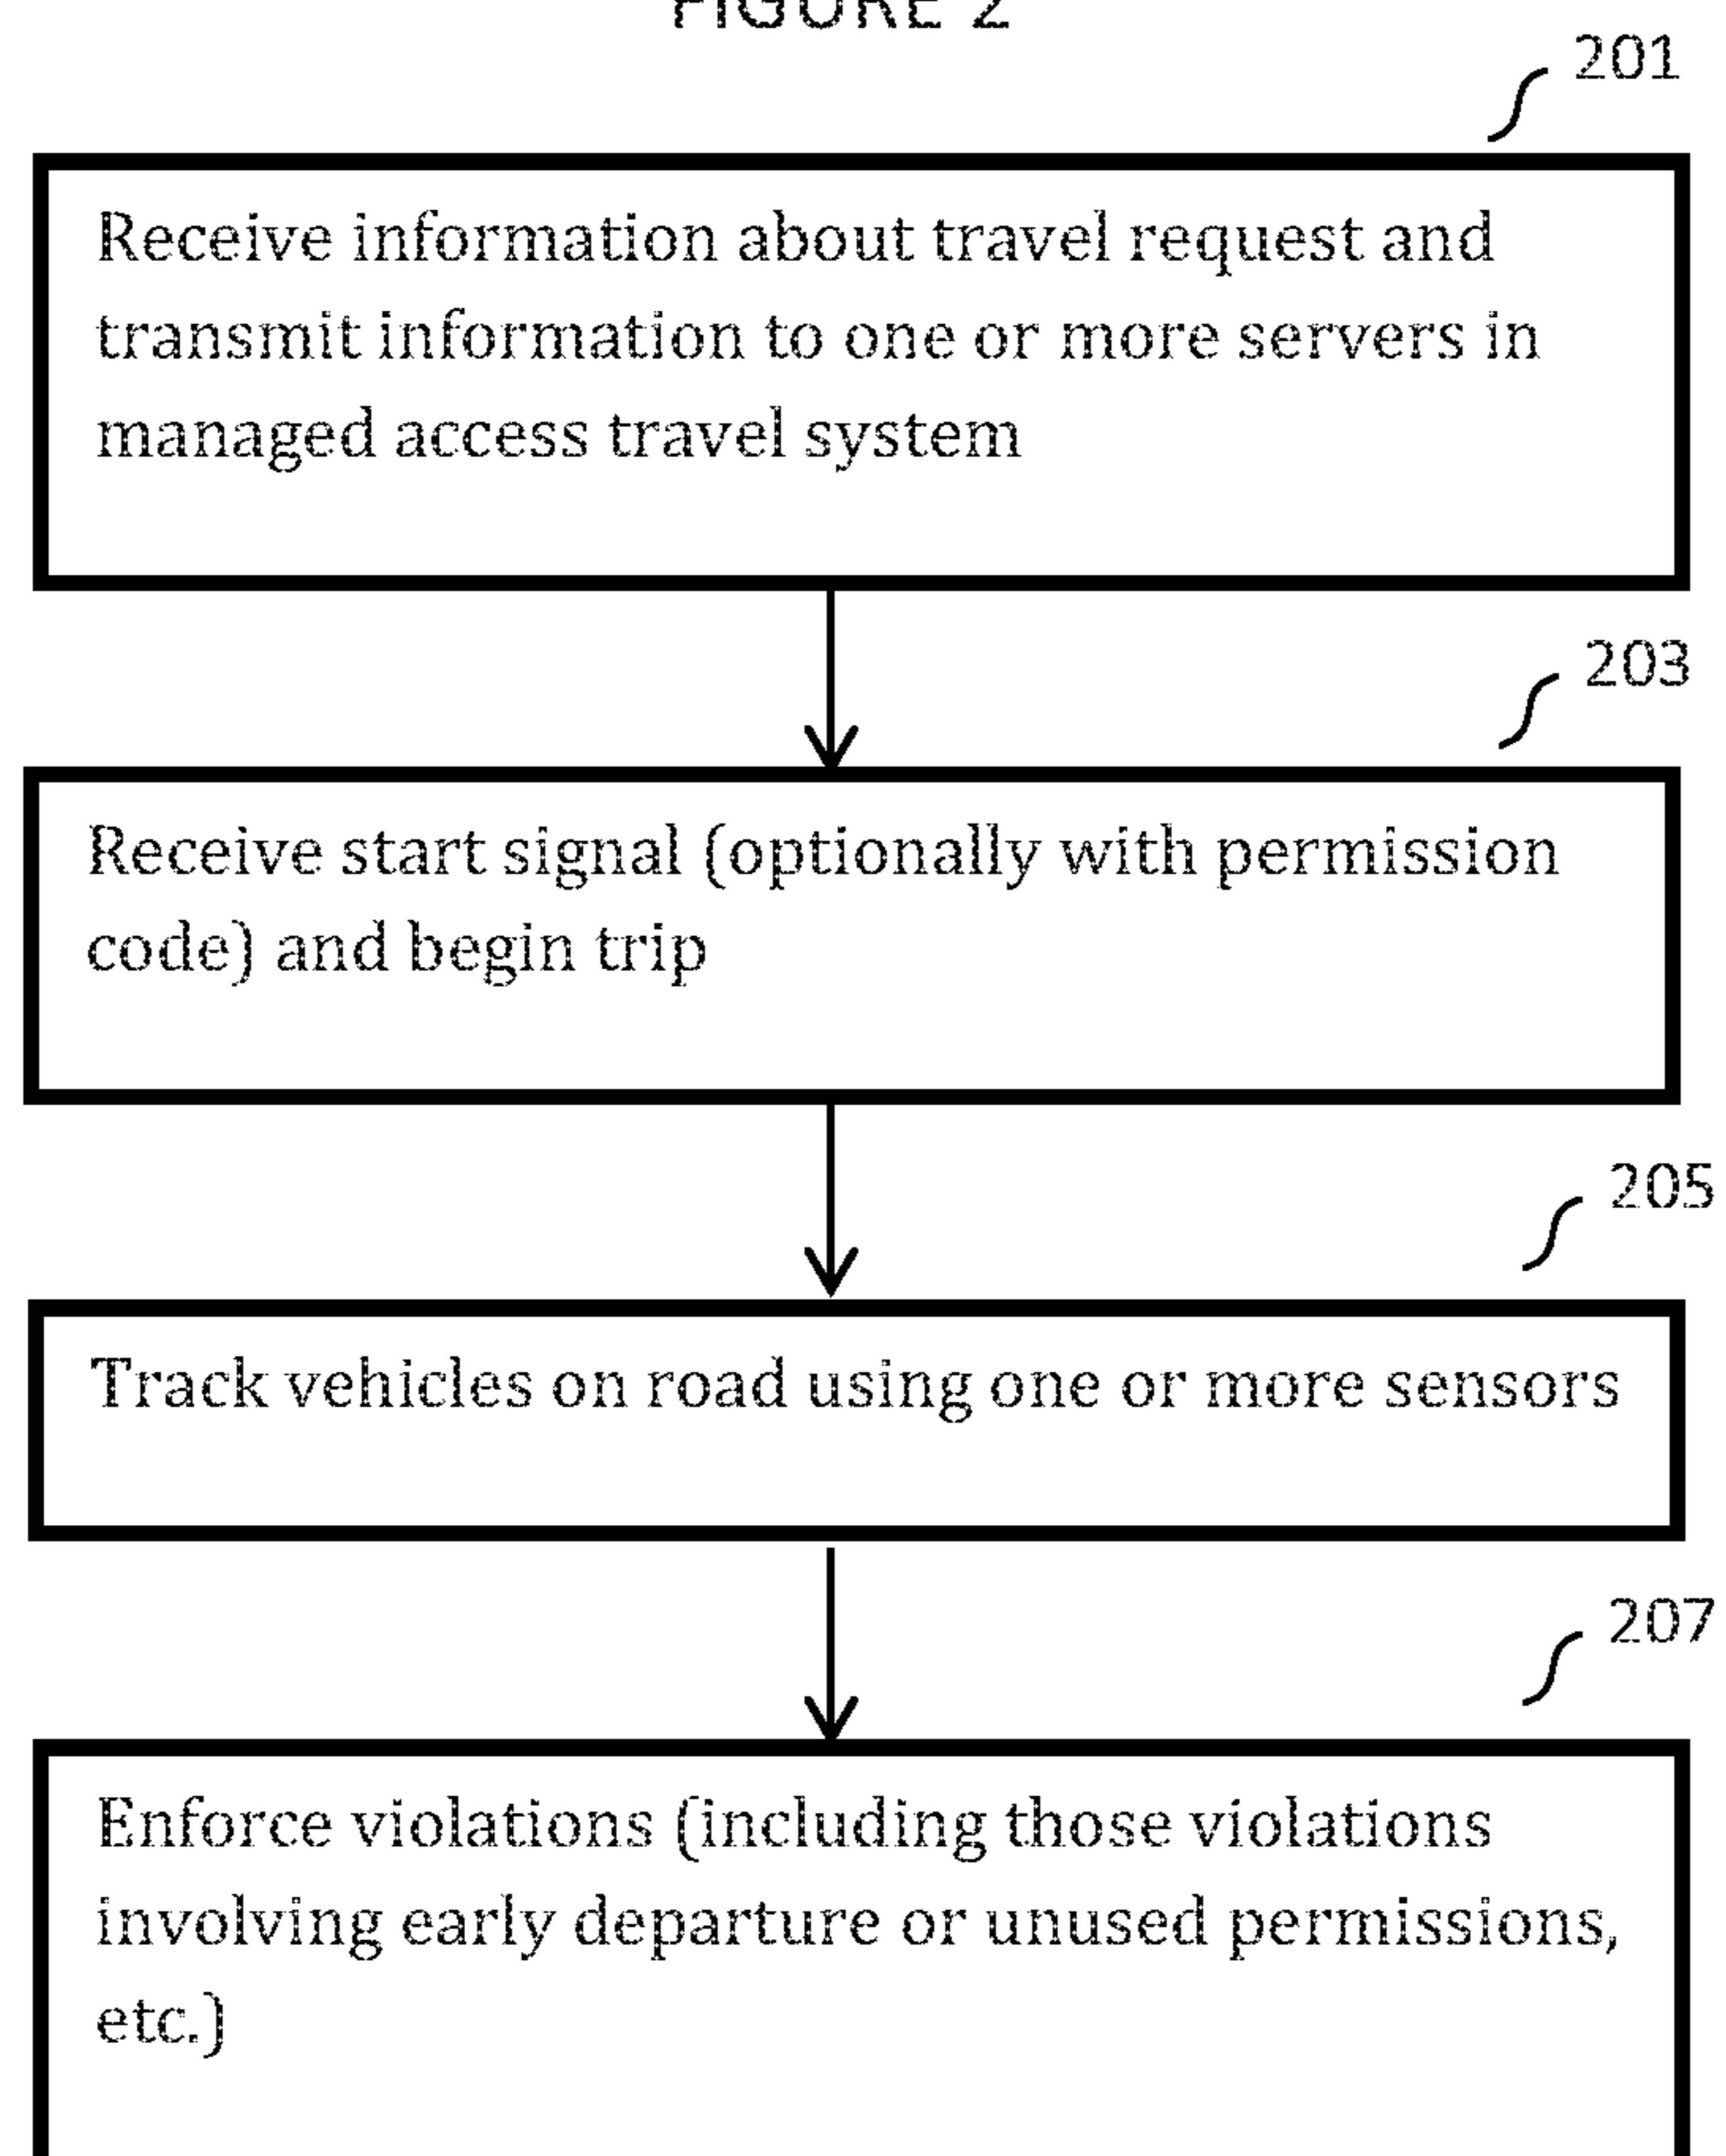 FIGURE 2
201
Receive information about travel request and
transmit information to one or more servers in
managed access travel system
203
Receive start signal (optionally with permission
code) and begin trip
205
Track vehicles on road using one or more sensors
207
Enforce violations (including those violations
involving early departure or unused permissions,
etc.)